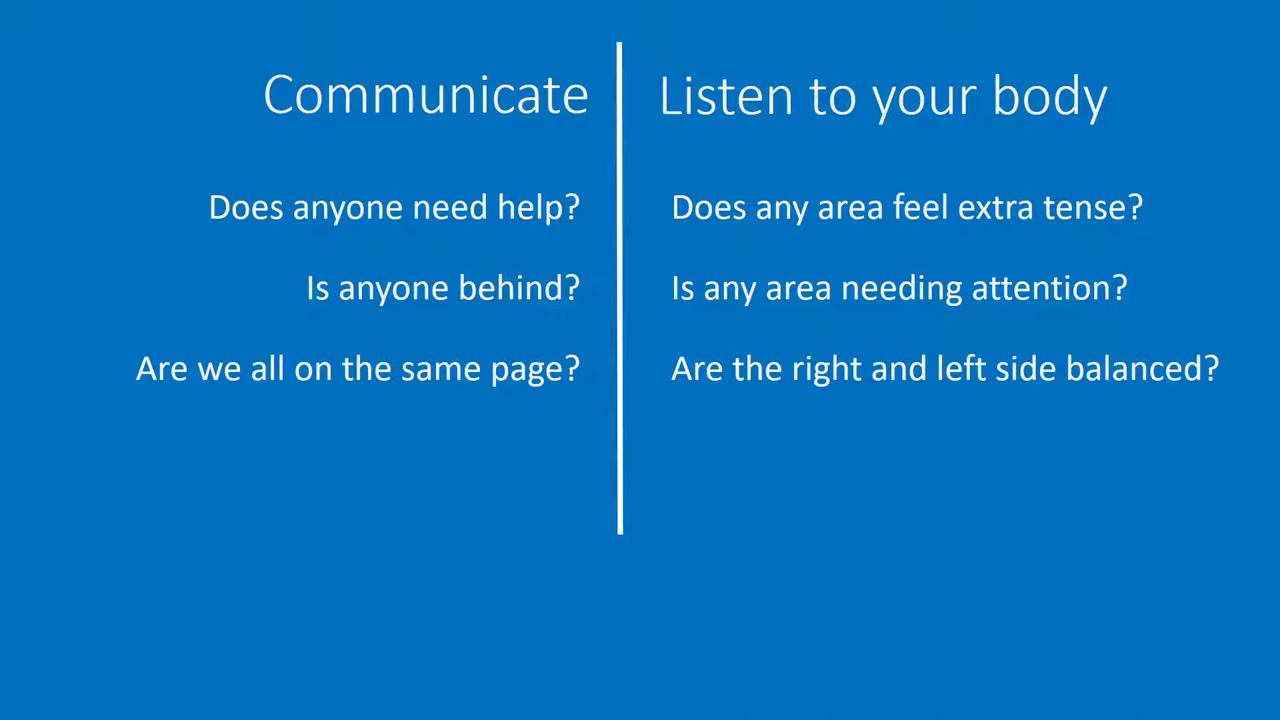 Communicate
Does anyone need help?
Is anyone behind?
Are we all on the same page?
Listen to your body
Does any area feel extra tense?
Is any area needing attention?
Are the right and left side balanced?